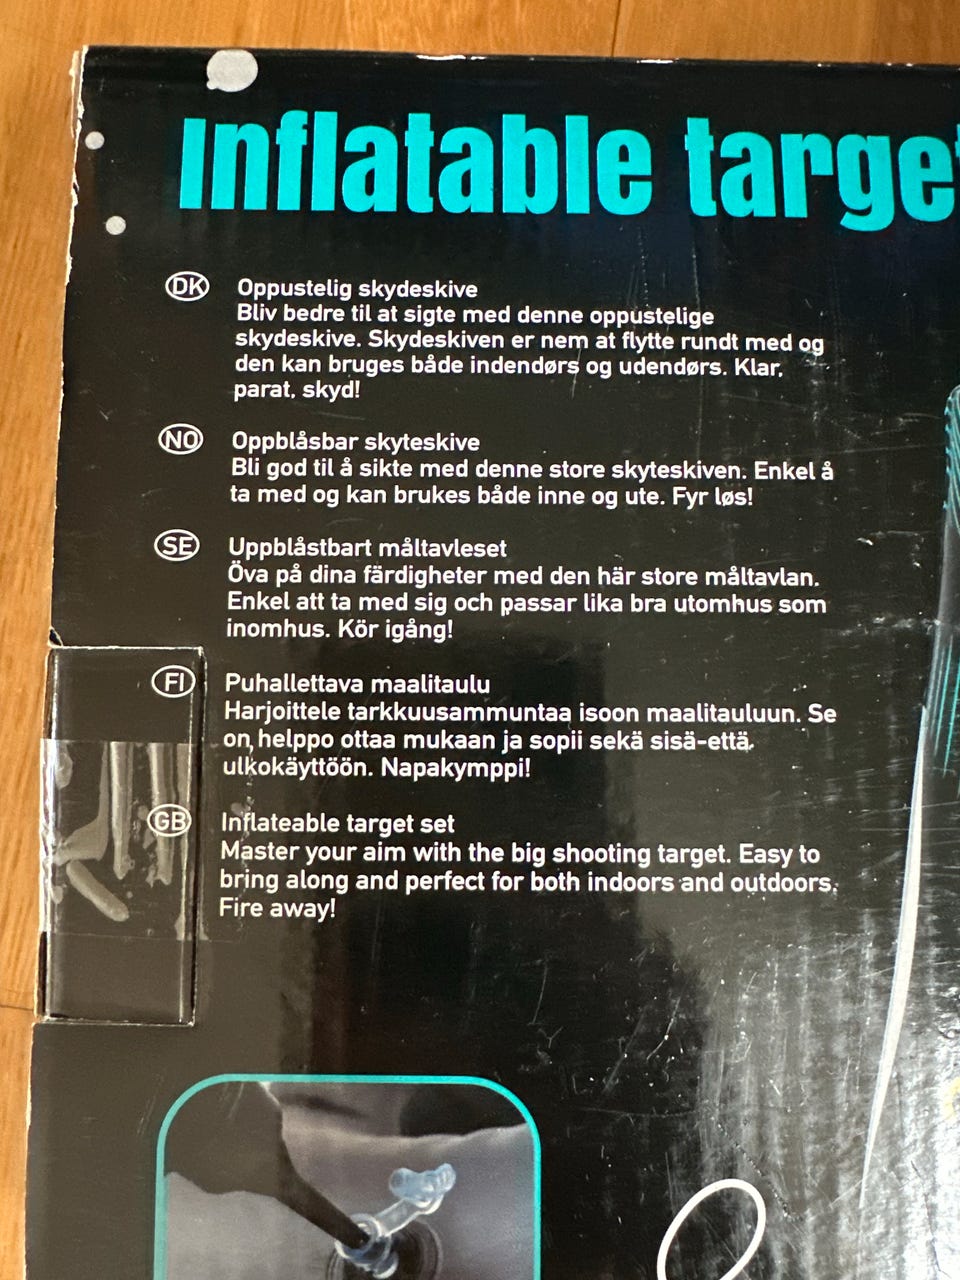 Inflatable
DK Oppustelig skydeskive
Bliv bedre til at sigte med denne oppustelige
skydeskive. Skydeskiven er nem at flytte rundt med og
den kan bruges både indendørs og udendørs. Klar,
parat, skyd!
NO Oppblåsbar skyteskive
Bli god til å sikte med denne store skyteskiven. Enkel å
ta med og kan brukes både inne og ute. Fyr løs!
SE Uppblåstbart måltavleset
Öva på dina färdigheter med den här store måltavlan.
Enkel att ta med sig och passar lika bra utomhus som
inomhus. Kör igång!
FI Puhallettava maalitaulu
Harjoittele tarkkuusammuntaa isoon maalitauluun. Se
on helppo ottaa mukaan ja sopii sekä sisä-että
ulkokäyttöön. Napakymppi!
GB Inflateable target set
Master your aim with the big shooting target. Easy to
bring along and perfect for both indoors and outdoors.
Fire away!